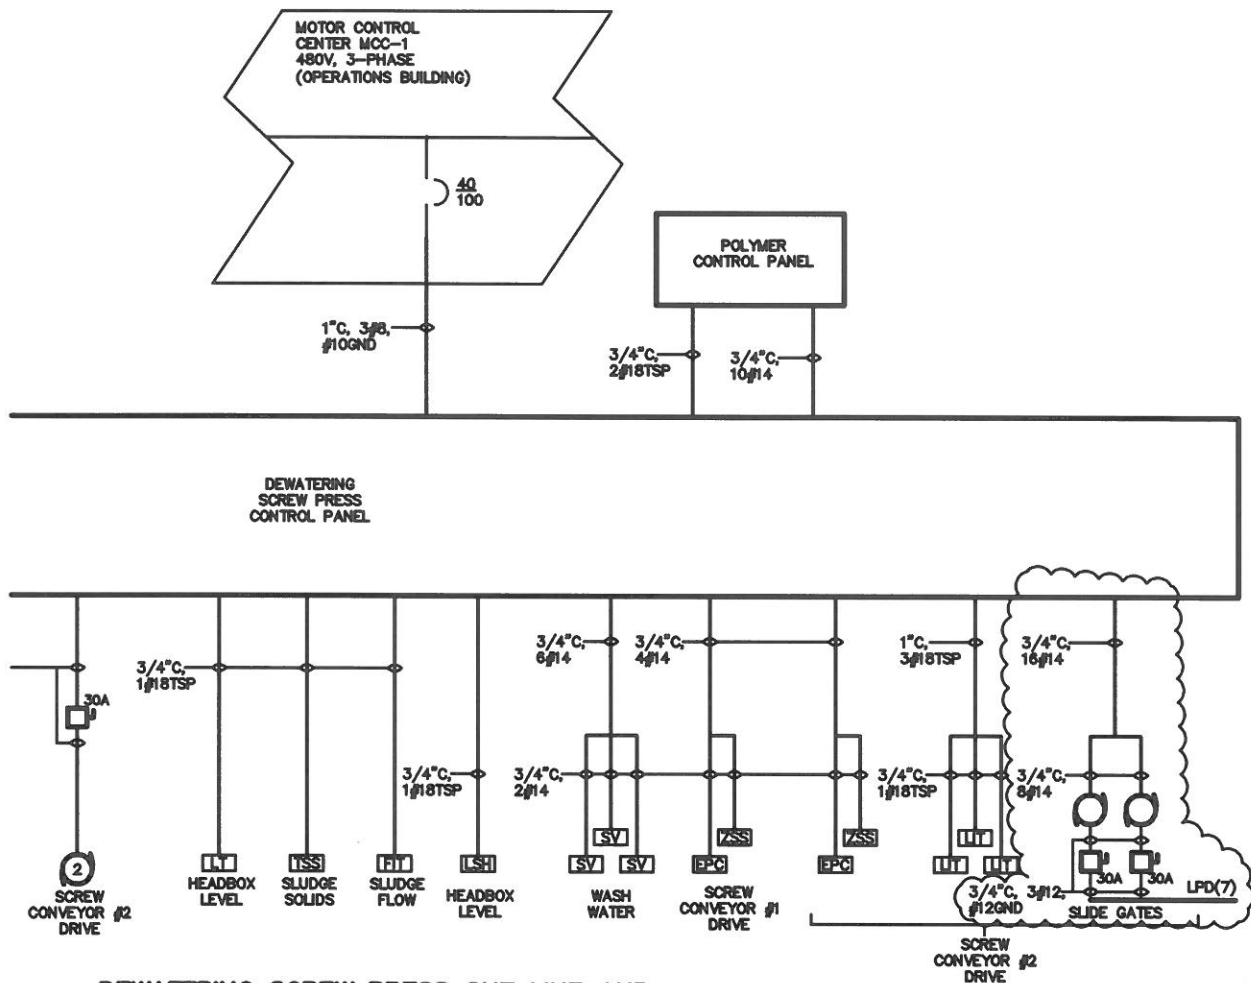 MOTOR CONTROL
CENTER MCC-1
480V, 3-PHASE
(OPERATIONS BUILDING)
40
100
POLYMER
CONTROL PANEL
1"C, 3#8,
#10GND
3/4"C,
2#18TSP
3/4"C,
10#14
DEWATERING
SCREW PRESS
CONTROL PANEL
3/4"C,
1#18TSP
3/4"C,
6#14
3/4"C,
4#14
1"C,
3#18TSP
3/4"C,
16#14
30A
3/4"C,
1#18TSP
3/4"C,
2#14
3/4"C,
1#18TSP
3/4"C,
8#14
2
SCREW
CONVEYOR #2
DRIVE
LT
HEADBOX
LEVEL
TSS
SLUDGE
SOLIDS
FIT
SLUDGE
FLOW
LSH
HEADBOX
LEVEL
SV
SV
SV
WASH
WATER
ZSS
EPC
SCREW
CONVEYOR #1
DRIVE
ZSS
EPC
LIT
LIT
LIT
30A
30A
3/4"C, 3#12,
#12GND
LPD(7)
SLIDE GATES
SCREW
CONVEYOR #2
DRIVE